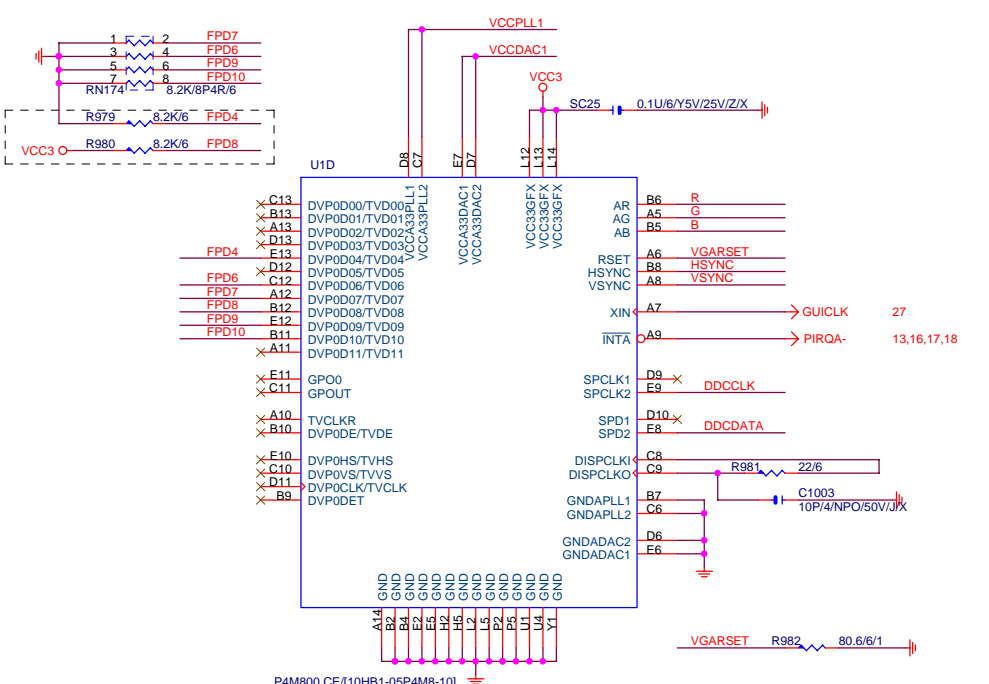 VCCPLL1
1 2 FPD7
3 4 FPD6
5 6 FPD9
7 8 FPD10
RN174 8.2K/8P4R/6
VCCDAC1
VCC3
SC25 0.1U/6/Y5V/25V/Z/X
R979 8.2K/6 FPD4
VCC3 R980 8.2K/6 FPD8
U1D
D8 C7 E7 D7 L12 L13 L14
VCCA33PLL1 VCCA33PLL2 VCCA33DAC1 VCCA33DAC2 VCC33GFX VCC33GFX VCC33GFX
C13 DVP0D00/TVD00
B13 DVP0D01/TVD01
A13 DVP0D02/TVD02
D13 DVP0D03/TVD03
FPD4 E13 DVP0D04/TVD04
D12 DVP0D05/TVD05
FPD6 C12 DVP0D06/TVD06
FPD7 A12 DVP0D07/TVD07
FPD8 B12 DVP0D08/TVD08
FPD9 E12 DVP0D09/TVD09
FPD10 B11 DVP0D10/TVD10
A11 DVP0D11/TVD11
E11 GPO0
C11 GPOUT
A10 TVCLKR
B10 DVP0DE/TVDE
E10 DVP0HS/TVHS
C10 DVP0VS/TVVS
D11 DVP0CLK/TVCLK
B9 DVP0DET
AR B6 R
AG A5 G
AB B5 B
RSET A6 VGARSET
HSYNC B8 HSYNC
VSYNC A8 VSYNC
XIN A7 GUICLK 27
INTA A9 PIRQA- 13,16,17,18
SPCLK1 D9
SPCLK2 E9 DDCCLK
SPD1 D10
SPD2 E8 DDCDATA
DISPCLKI C8
DISPCLKO C9 R981 22/6
C1003
10P/4/NPO/50V/J/X
GNDAPLL1 B7
GNDAPLL2 C6
GNDADAC2 D6
GNDADAC1 E6
GND GND GND GND GND GND GND GND GND GND GND GND GND GND
A14 B2 B4 E2 E5 H2 H5 L2 L5 P2 P5 U1 U4 Y1
VGARSET R982 80.6/6/1
P4M800 CE/[10HB1-05P4M8-10]